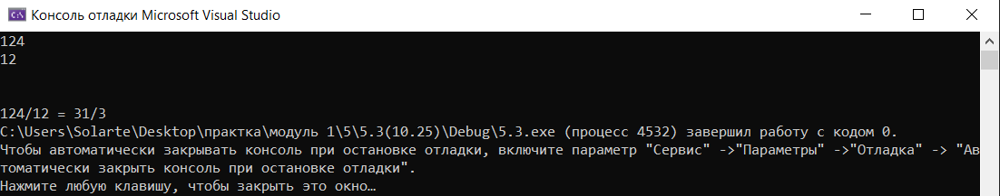 C:\ Консоль отладки Microsoft Visual Studio
124
12
124/12 = 31/3
C:\Users\Solarte\Desktop\практка\модуль 1\5\5.3(10.25)\Debug\5.3.exe (процесс 4532) завершил работу с кодом 0.
Чтобы автоматически закрывать консоль при остановке отладки, включите параметр "Сервис" ->"Параметры" ->"Отладка" -> "Ав
томатически закрыть консоль при остановке отладки".
Нажмите любую клавишу, чтобы закрыть это окно…